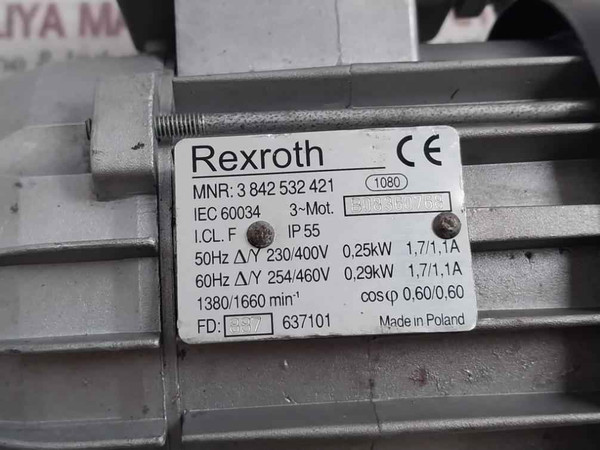 Rexroth CE
MNR: 3 842 532 421 1080
IEC 60034 3~Mot.
I.CL. F IP 55
50Hz Δ/Y 230/400V 0,25kW 1,7/1,1A
60Hz Δ/Y 254/460V 0,29kW 1,7/1,1A
1380/1660 min⁻¹ cosφ 0,60/0,60
FD: 637101 Made in Poland